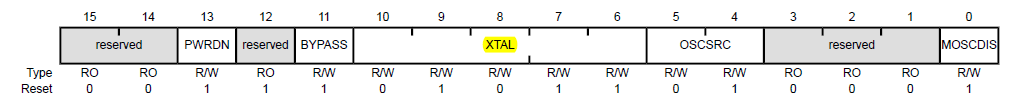 15 14 13 12 11 10 9 8 7 6 5 4 3 2 1 0
reserved PWRDN reserved BYPASS XTAL OSCSRC reserved MOSCDIS
Type RO RO R/W RO R/W R/W R/W R/W R/W R/W R/W R/W RO RO RO R/W
Reset 0 0 1 1 1 0 1 0 1 1 0 1 0 0 0 1